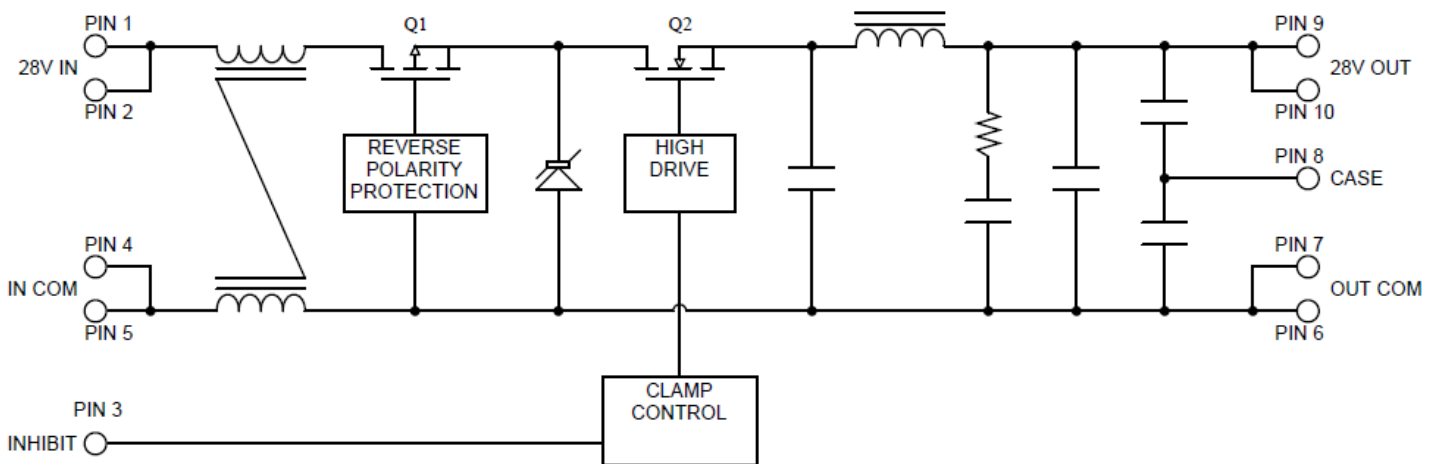 PIN 1
28V IN
PIN 2
Q1
Q2
PIN 9
28V OUT
PIN 10
REVERSE
POLARITY
PROTECTION
HIGH
DRIVE
PIN 8
CASE
PIN 4
IN COM
PIN 5
PIN 7
OUT COM
PIN 6
CLAMP
CONTROL
PIN 3
INHIBIT